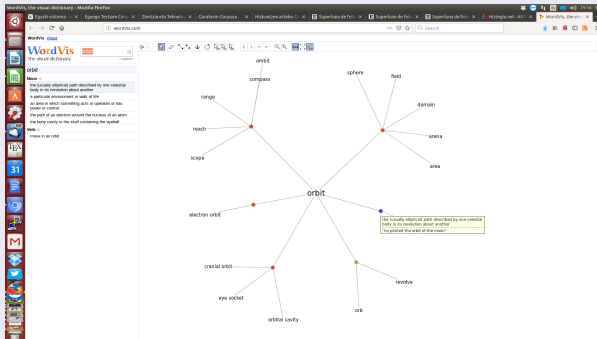 WordVis, the visual dictionary - Mozilla Firefox
wordvis.com
Search
WordVis
About
the visual dictionary
orbit
Noun
the (usually elliptical) path described by one celestial
body in its revolution about another
a particular environment or walk of life
an area in which something acts or operates or has
power or control
the path of an electron around the nucleus of an atom
the bony cavity in the skull containing the eyeball
Verb
move in an orbit
ambit
compass
range
reach
scope
sphere
field
domain
arena
area
orbit
electron orbit
the (usually elliptical) path described by one celestial
body in its revolution about another
"he plotted the orbit of the moon"
cranial orbit
eye socket
orbital cavity
revolve
orb